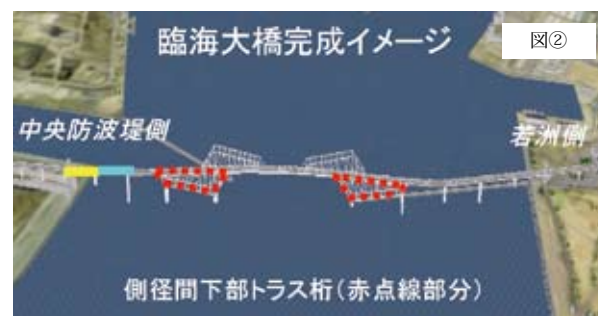 臨海大橋完成イメージ
図②
中央防波堤側
若洲側
側径間下部トラス桁(赤点線部分)